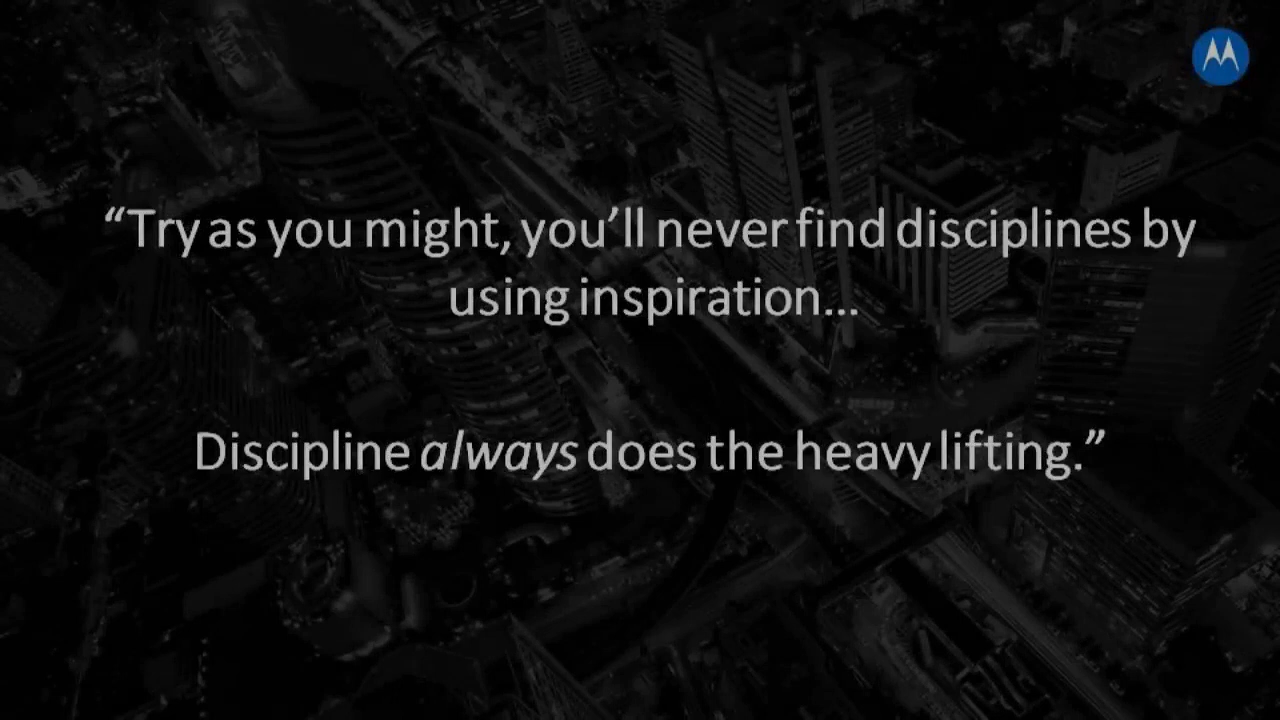 “Try as you might, you’ll never find disciplines by
using inspiration…
Discipline always does the heavy lifting.”